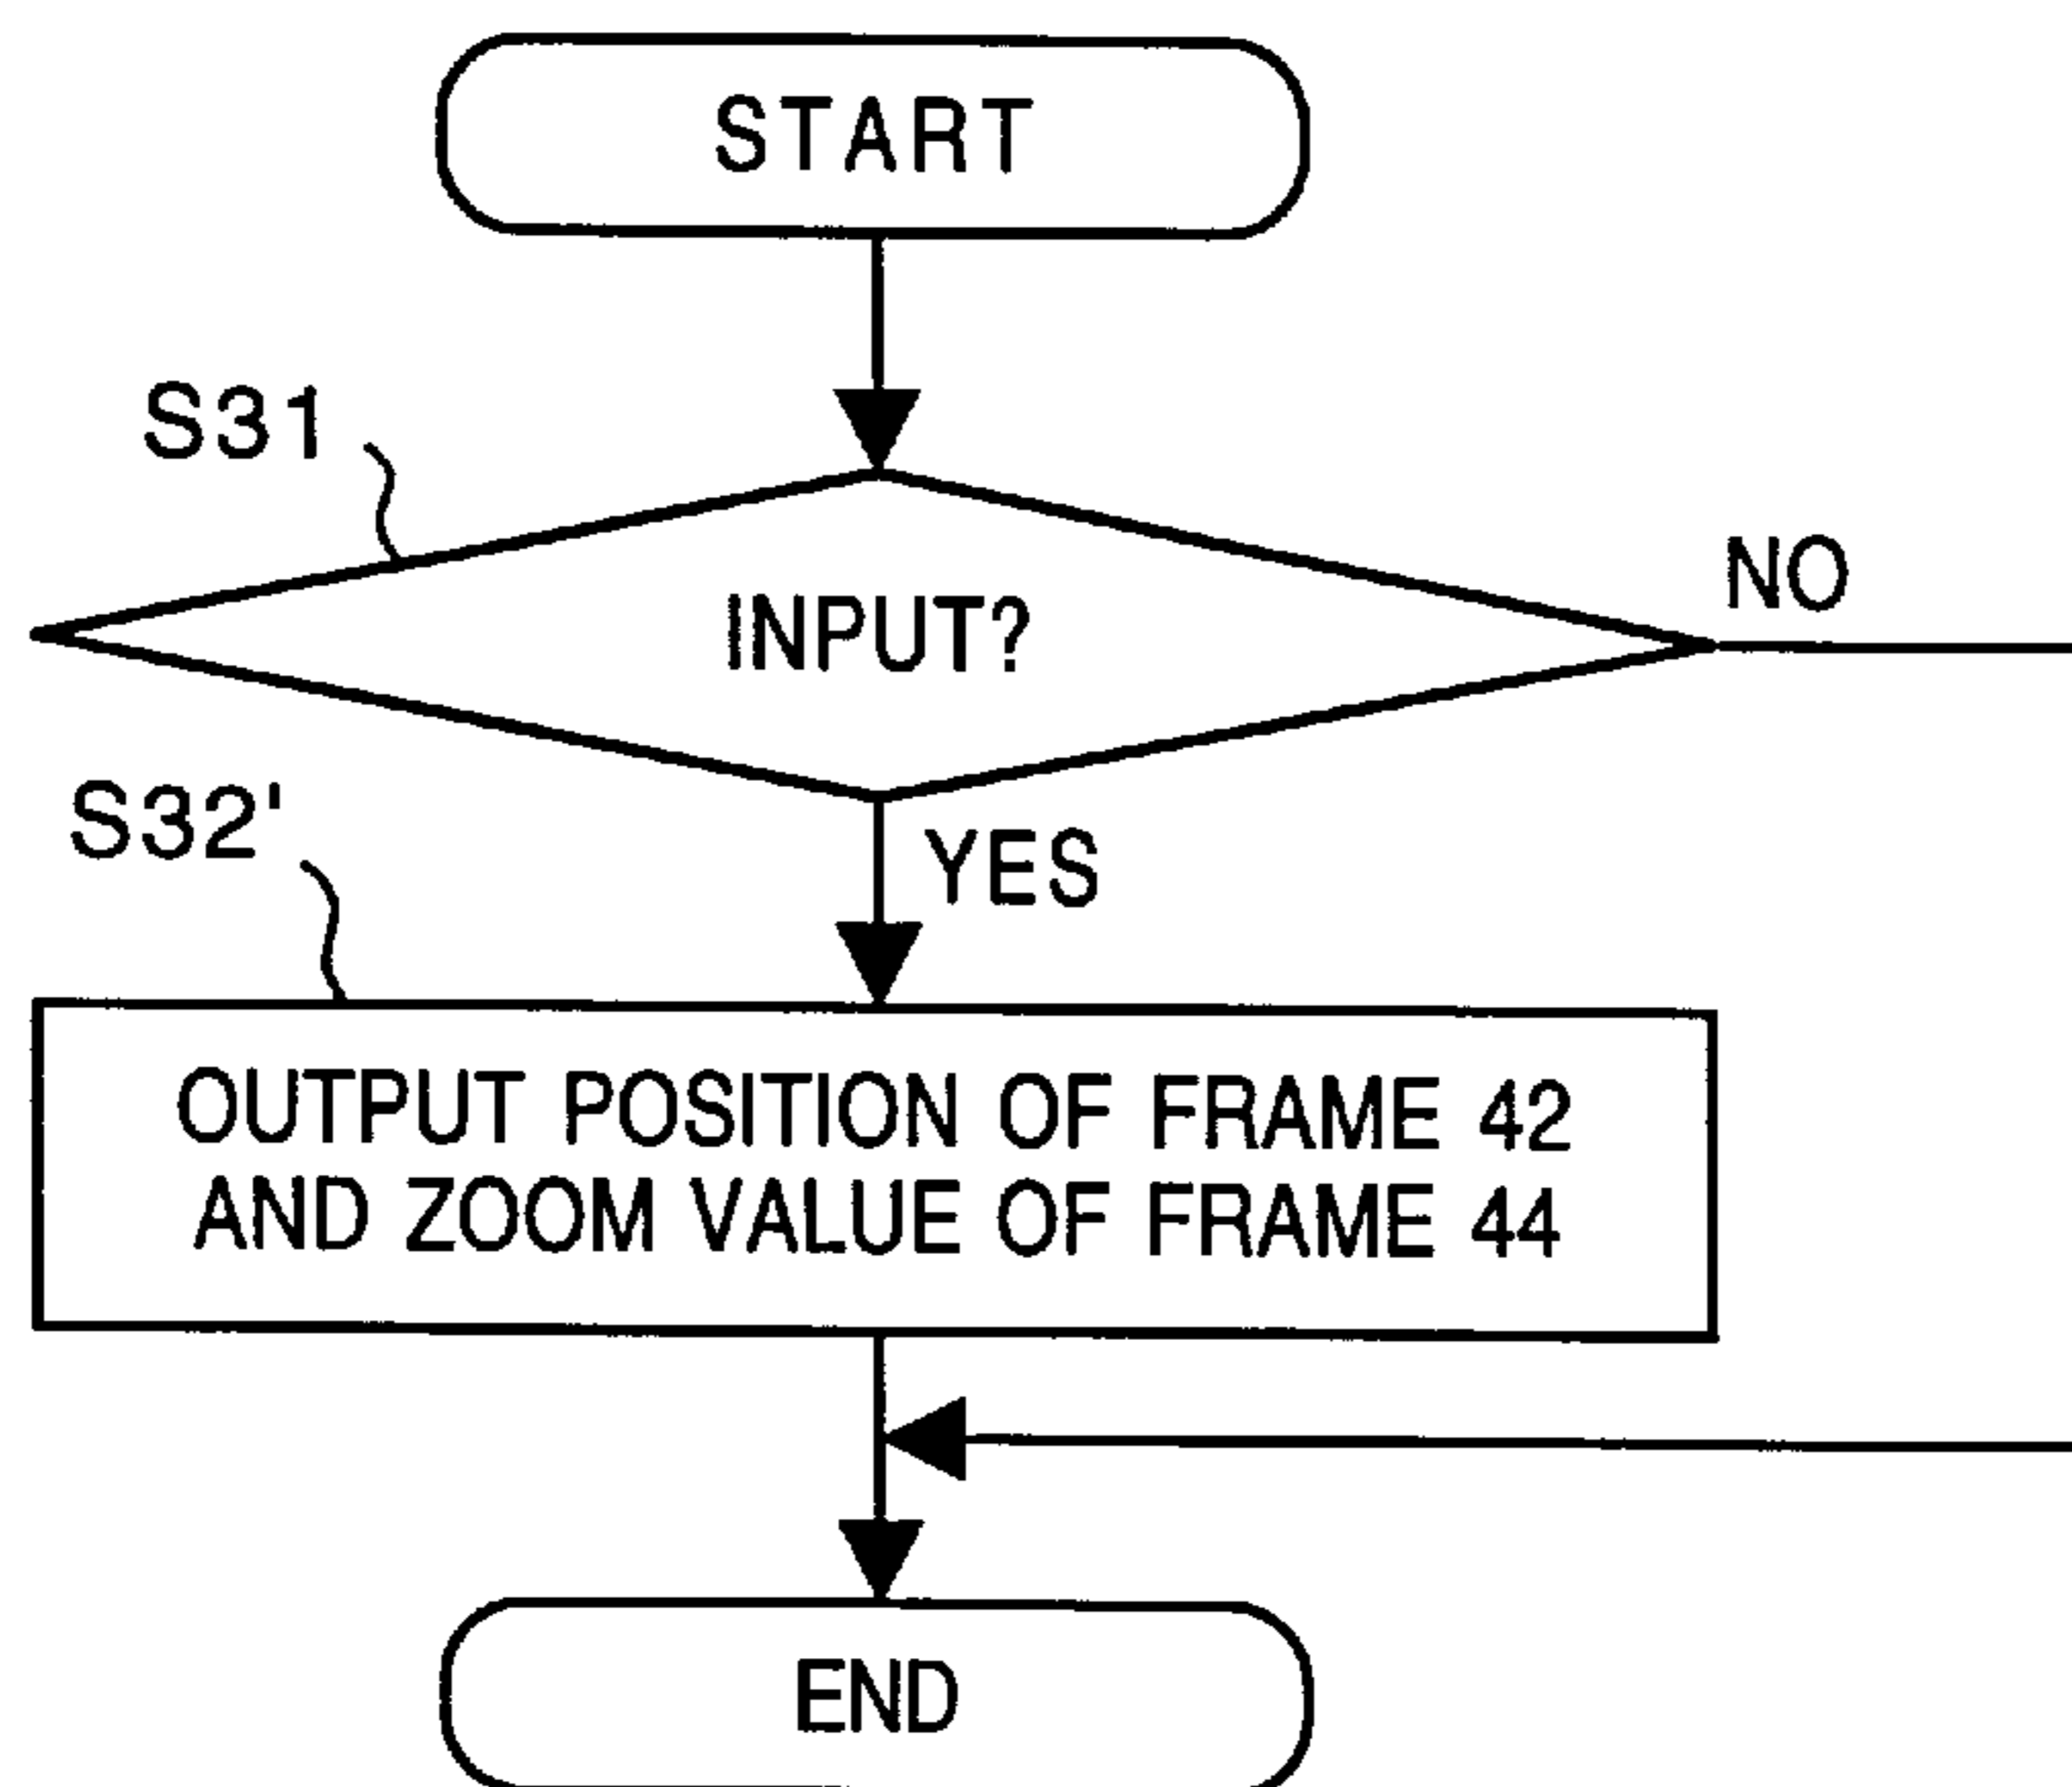 START
S31
INPUT?
NO
S32'
YES
OUTPUT POSITION OF FRAME 42
AND ZOOM VALUE OF FRAME 44
END